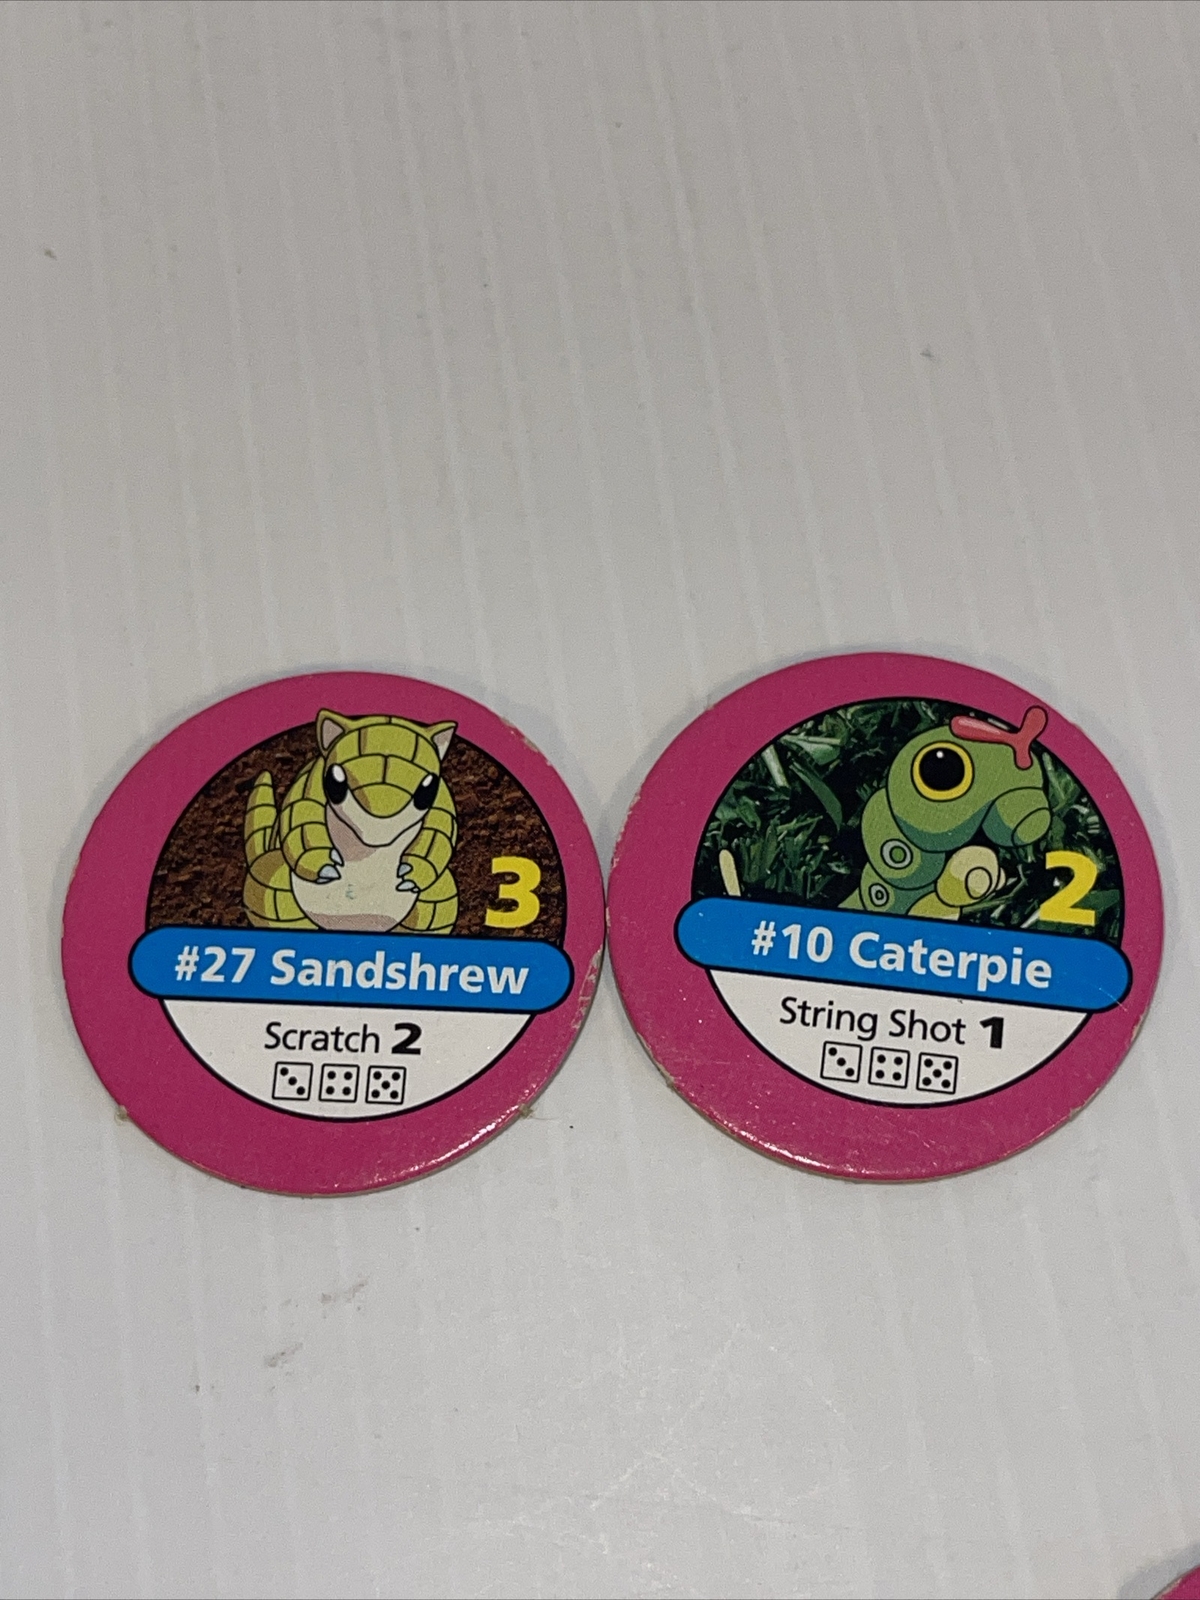 3
#27 Sandshrew
Scratch 2
2
#10 Caterpie
String Shot 1